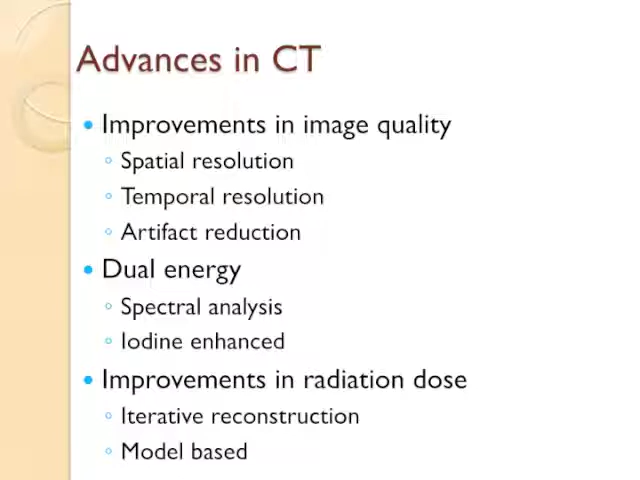 Advances in CT
• Improvements in image quality
◦ Spatial resolution
◦ Temporal resolution
◦ Artifact reduction
• Dual energy
◦ Spectral analysis
◦ Iodine enhanced
• Improvements in radiation dose
◦ Iterative reconstruction
◦ Model based